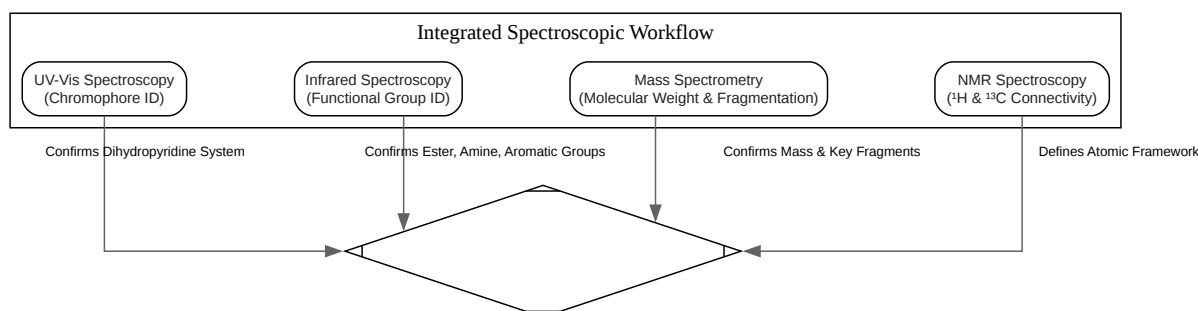 Integrated Spectroscopic Workflow
UV-Vis Spectroscopy
(Chromophore ID)
Infrared Spectroscopy
(Functional Group ID)
Mass Spectrometry
(Molecular Weight & Fragmentation)
NMR Spectroscopy
(¹H & ¹³C Connectivity)
Confirms Dihydropyridine System
Confirms Ester, Amine, Aromatic Groups
Confirms Mass & Key Fragments
Defines Atomic Framework